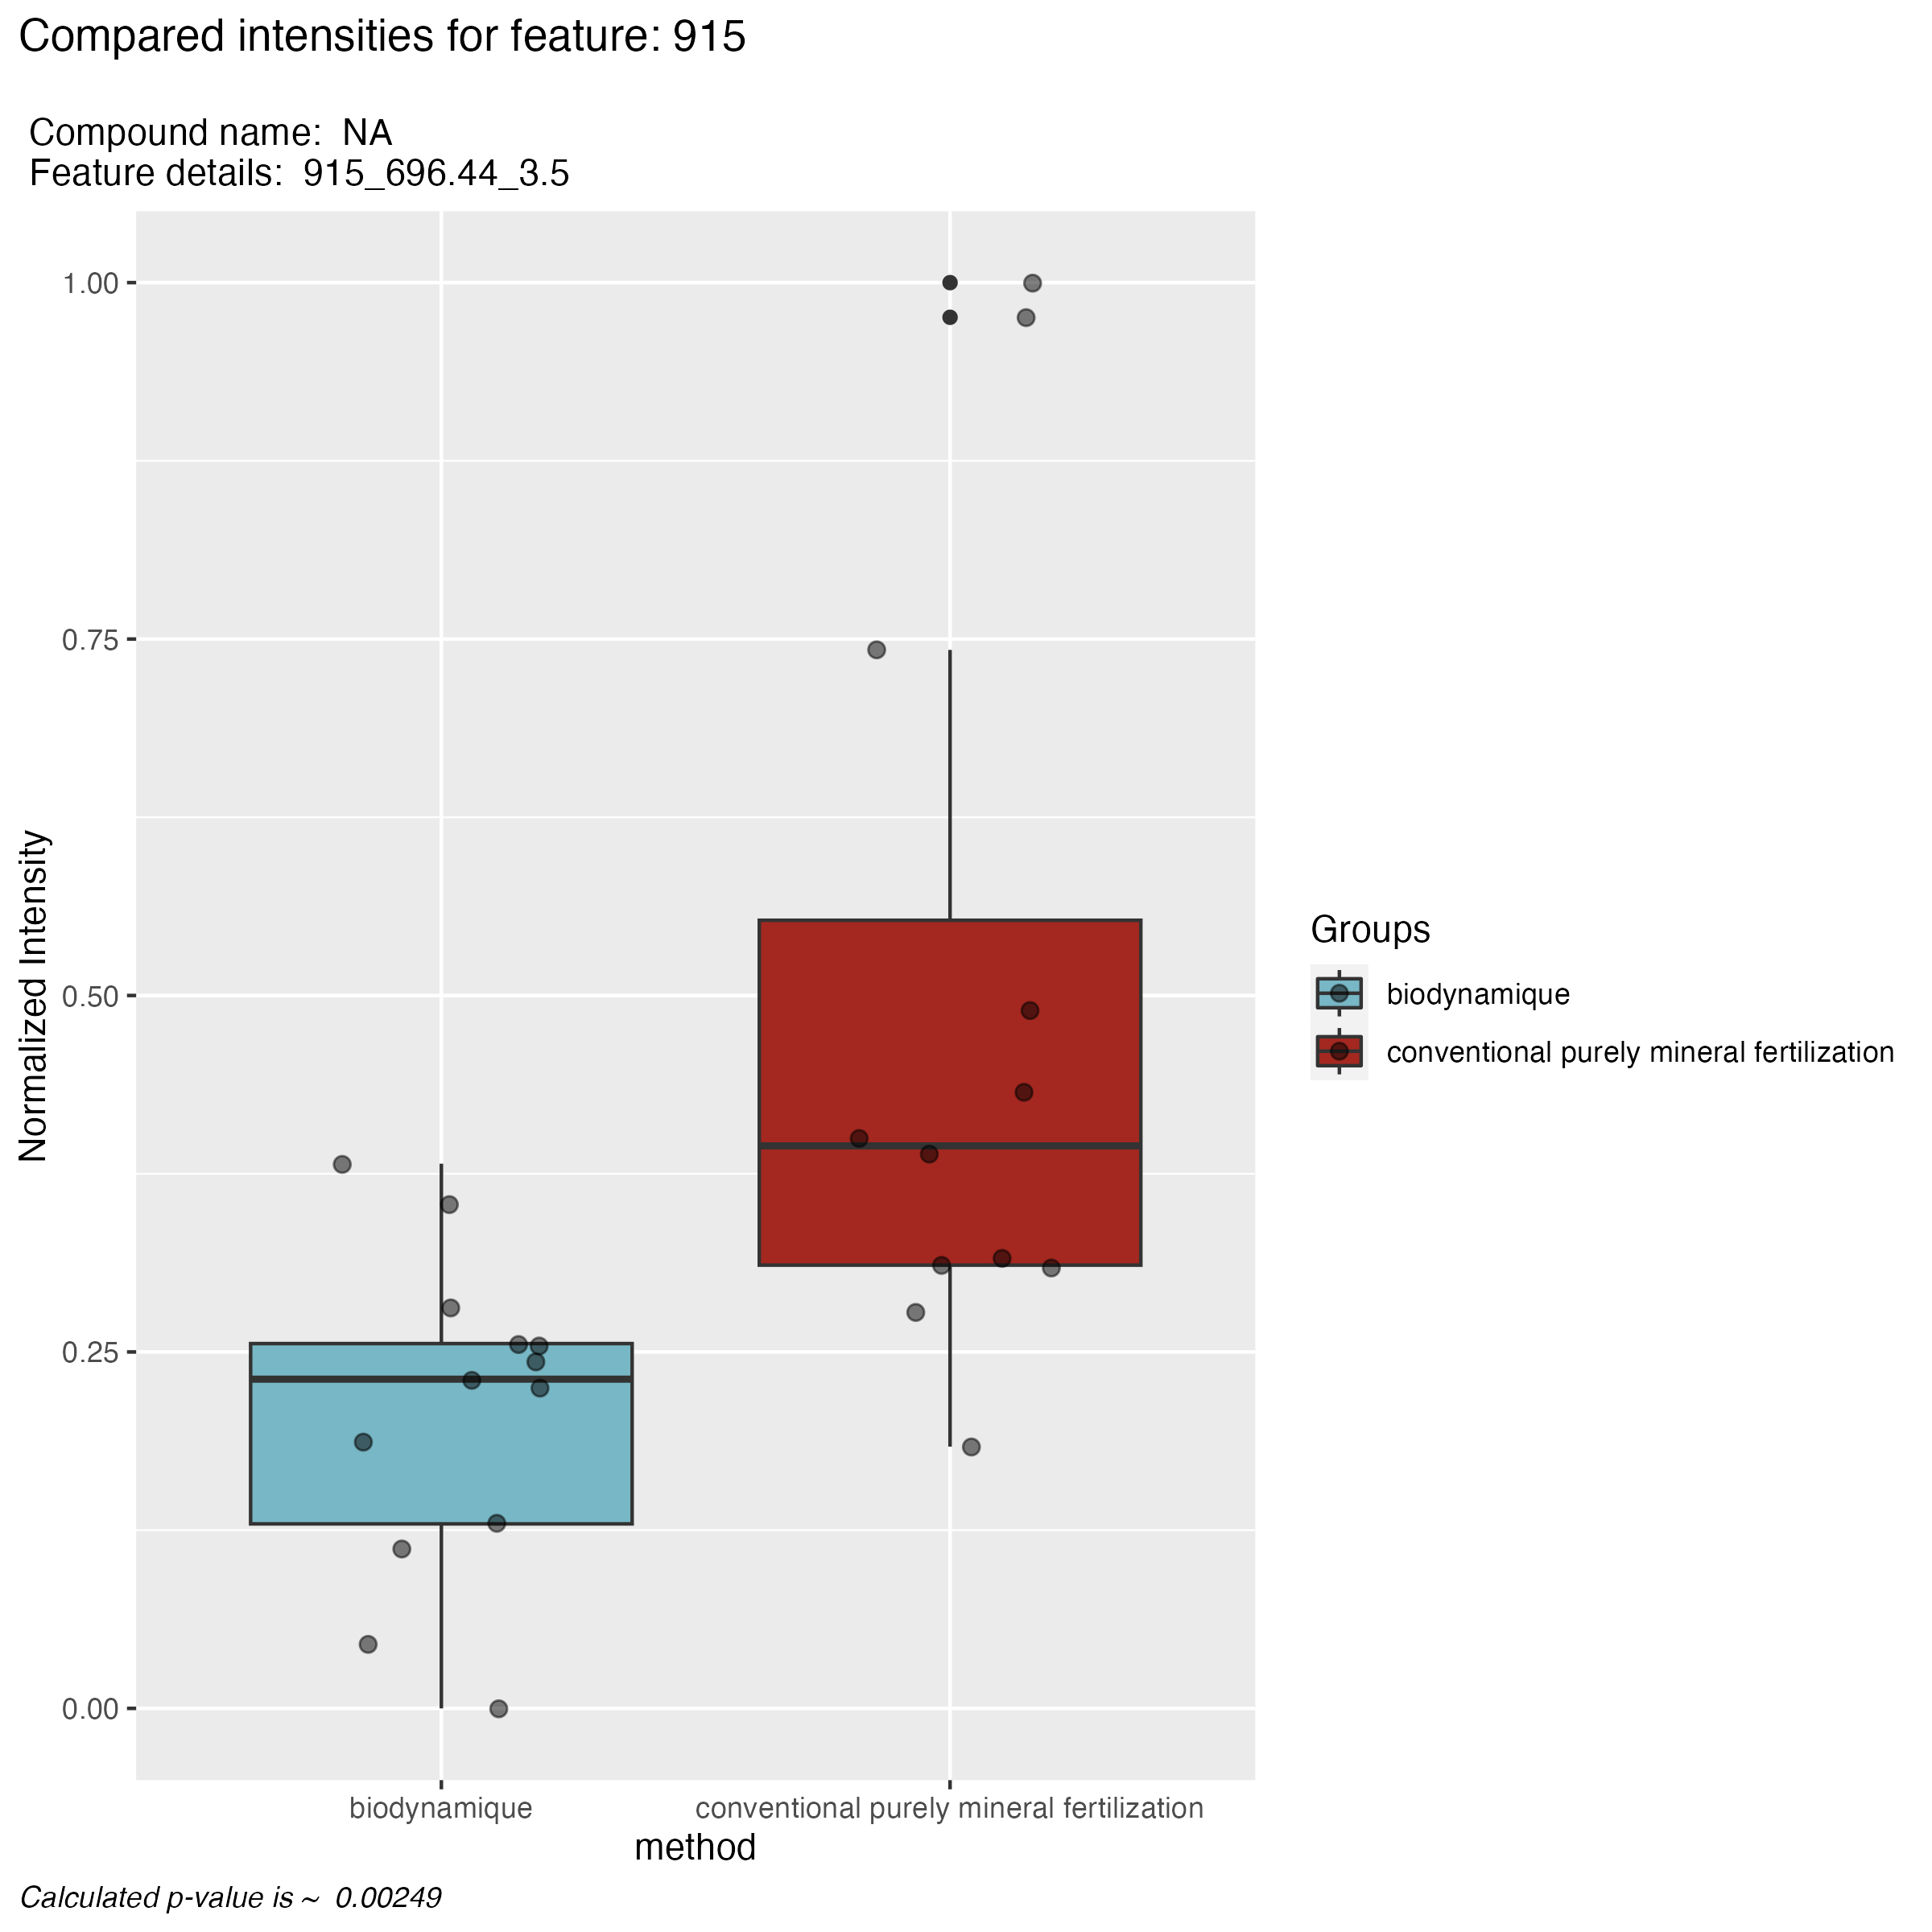 Compared intensities for feature: 915
Compound name:  NA
Feature details:  915_696.44_3.5
1.00
0.75
0.50
0.25
0.00
Normalized Intensity
biodynamique
conventional purely mineral fertilization
method
Groups
biodynamique
conventional purely mineral fertilization
Calculated p-value is ~  0.00249